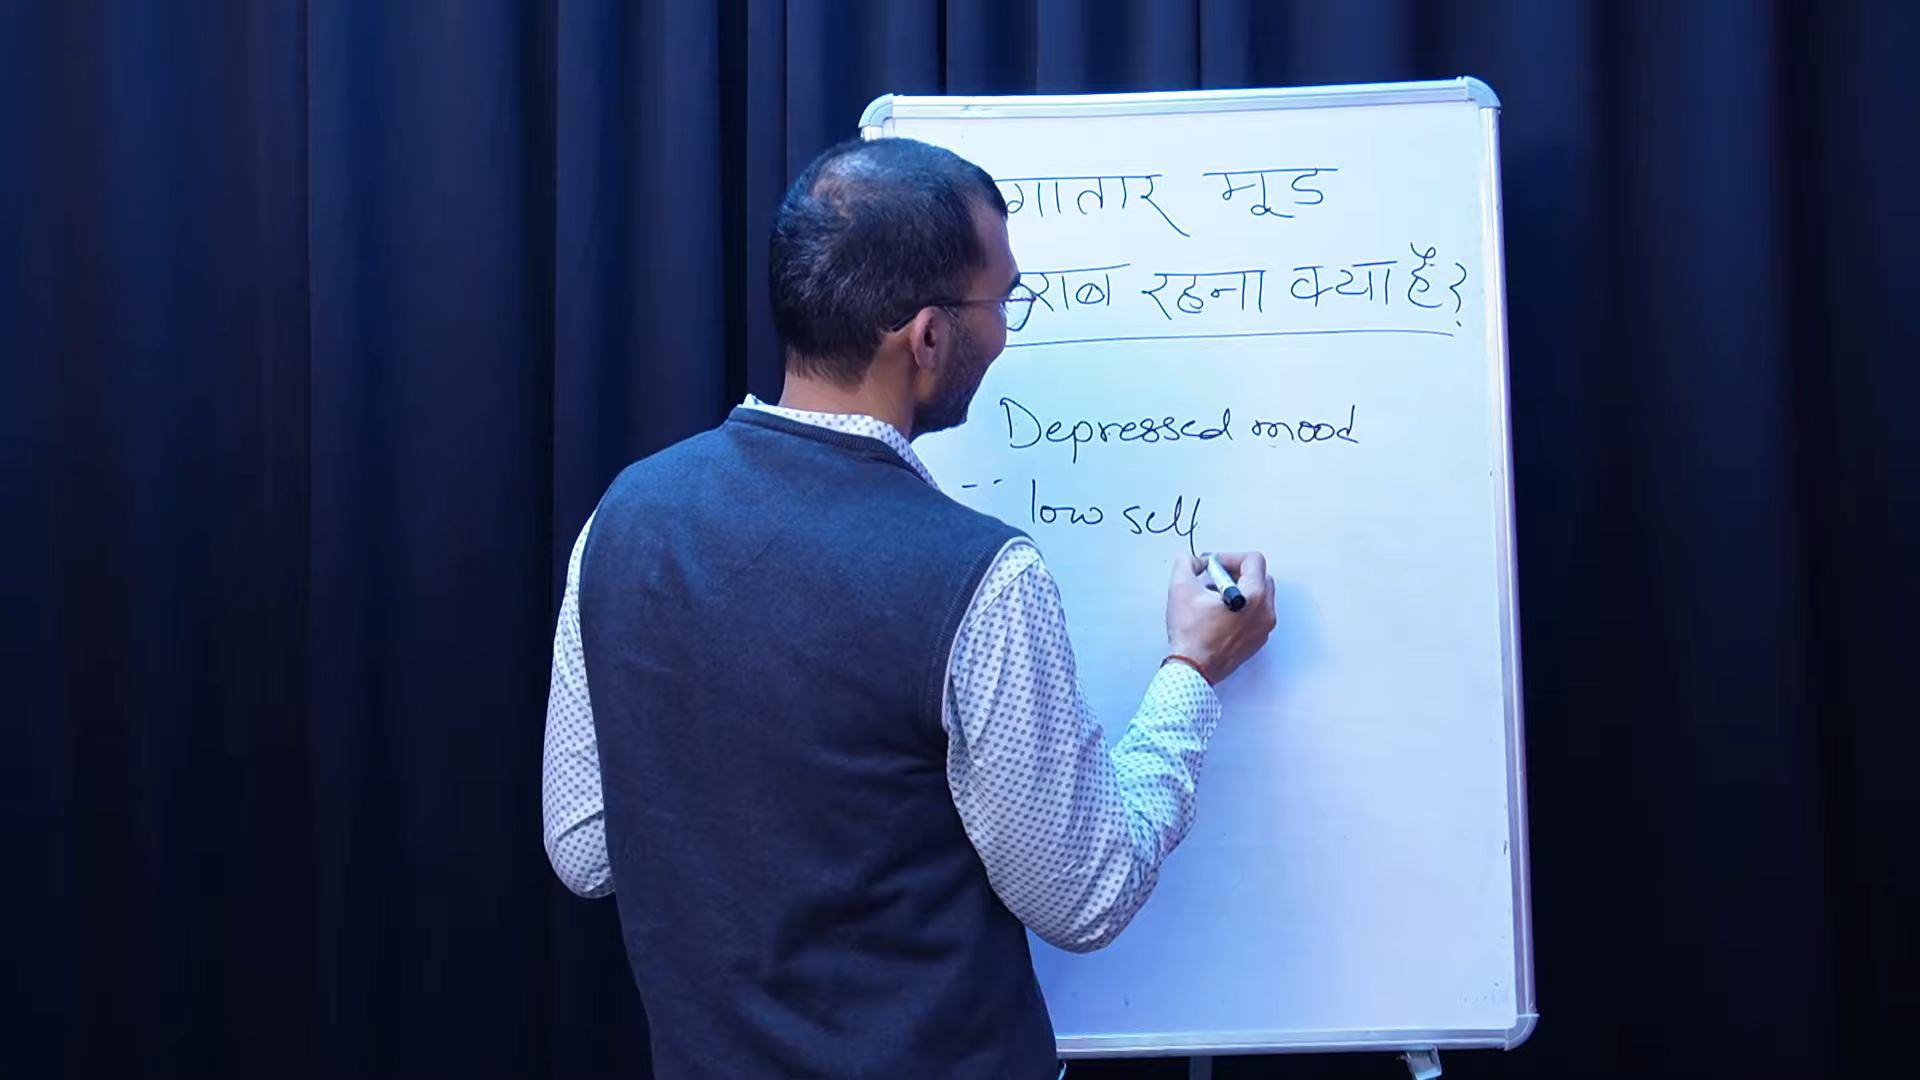 गातार मूड
राब रहना क्या है?
Depressed mood
-- low self